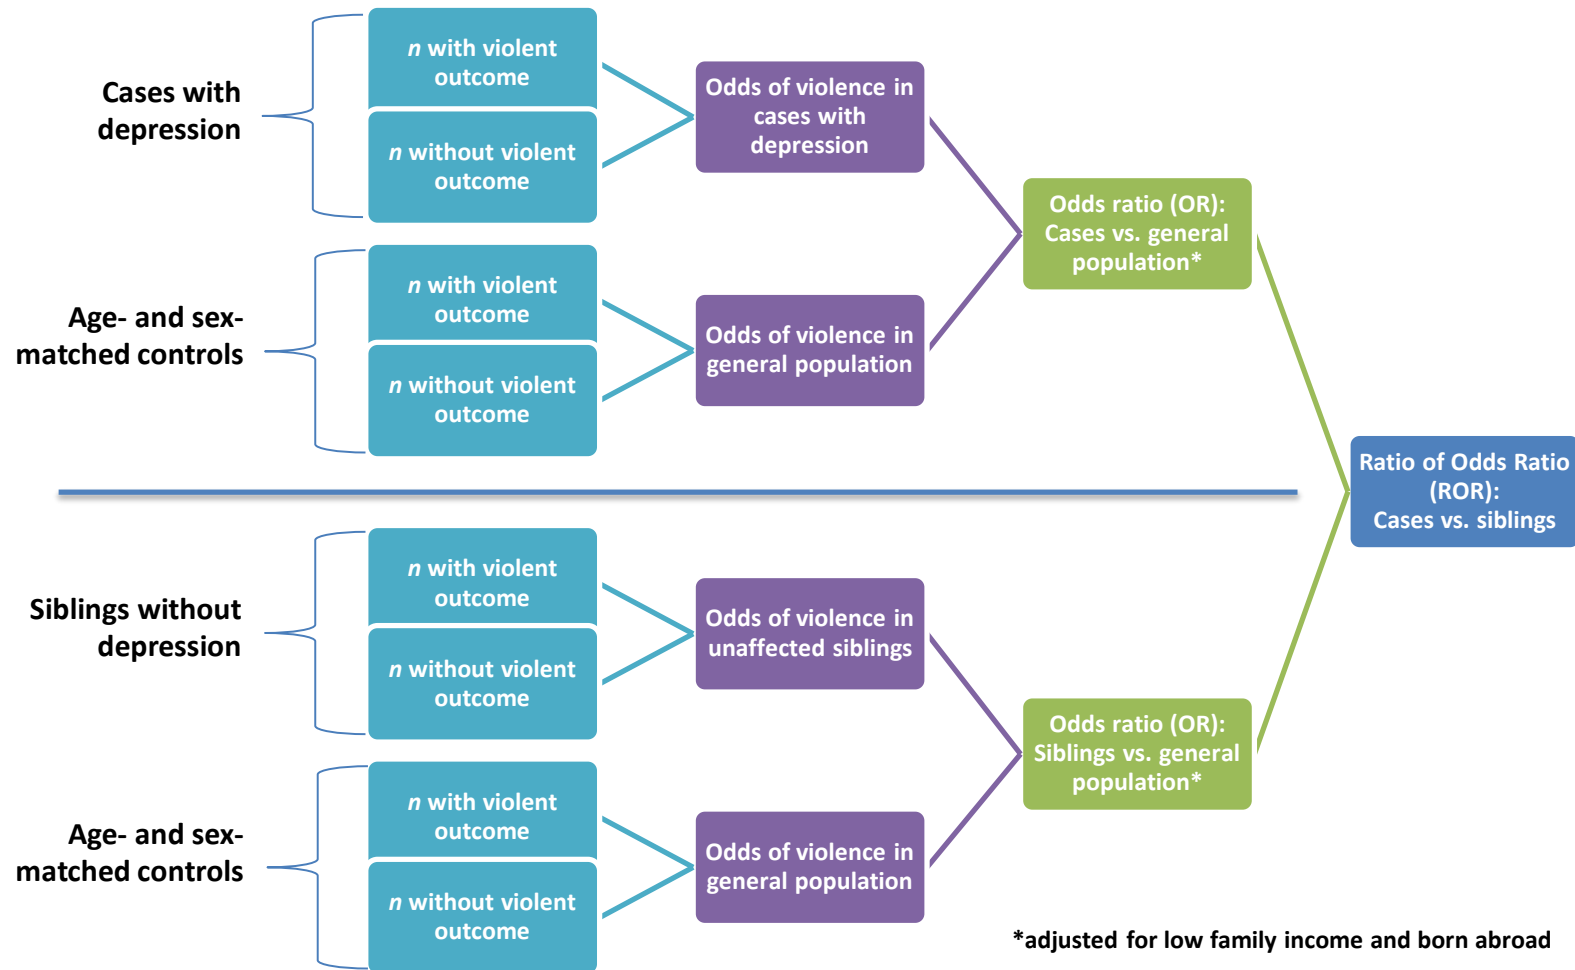 Cases with
depression
n with violent
outcome
n without violent
outcome
Odds of violence in
cases with
depression
Age- and sex-
matched controls
n with violent
outcome
n without violent
outcome
Odds of violence in
general population
Odds ratio (OR):
Cases vs. general
population*
Ratio of Odds Ratio
(ROR):
Cases vs. siblings
Siblings without
depression
n with violent
outcome
n without violent
outcome
Odds of violence in
unaffected siblings
Age- and sex-
matched controls
n with violent
outcome
n without violent
outcome
Odds of violence in
general population
Odds ratio (OR):
Siblings vs. general
population*
*adjusted for low family income and born abroad